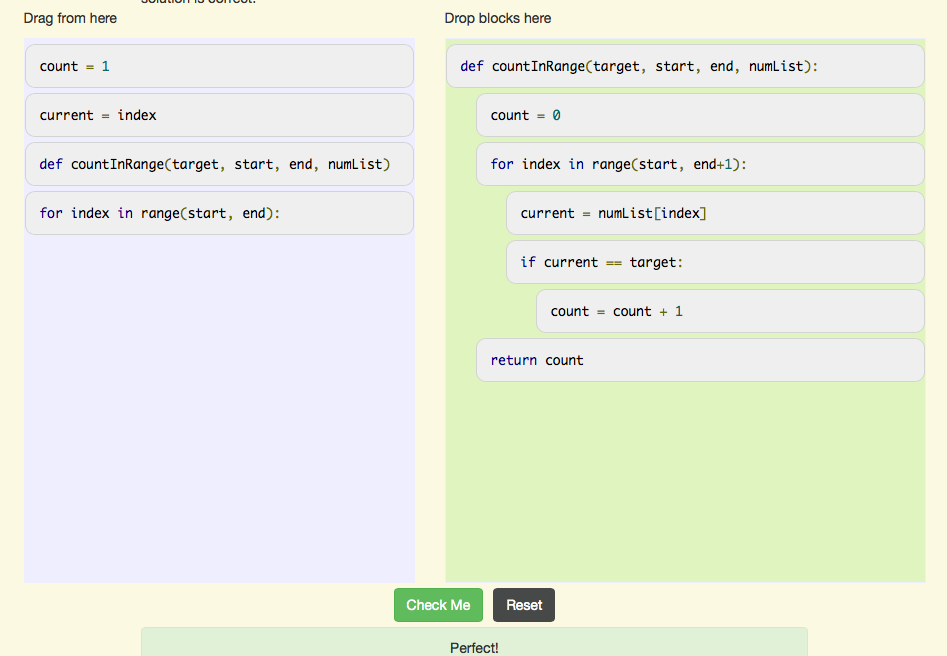 solution is correct.
Drag from here
Drop blocks here
count = 1
current = index
def countInRange(target, start, end, numList)
for index in range(start, end):
def countInRange(target, start, end, numList):
count = 0
for index in range(start, end+1):
current = numList[index]
if current == target:
count = count + 1
return count
Check Me
Reset
Perfect!